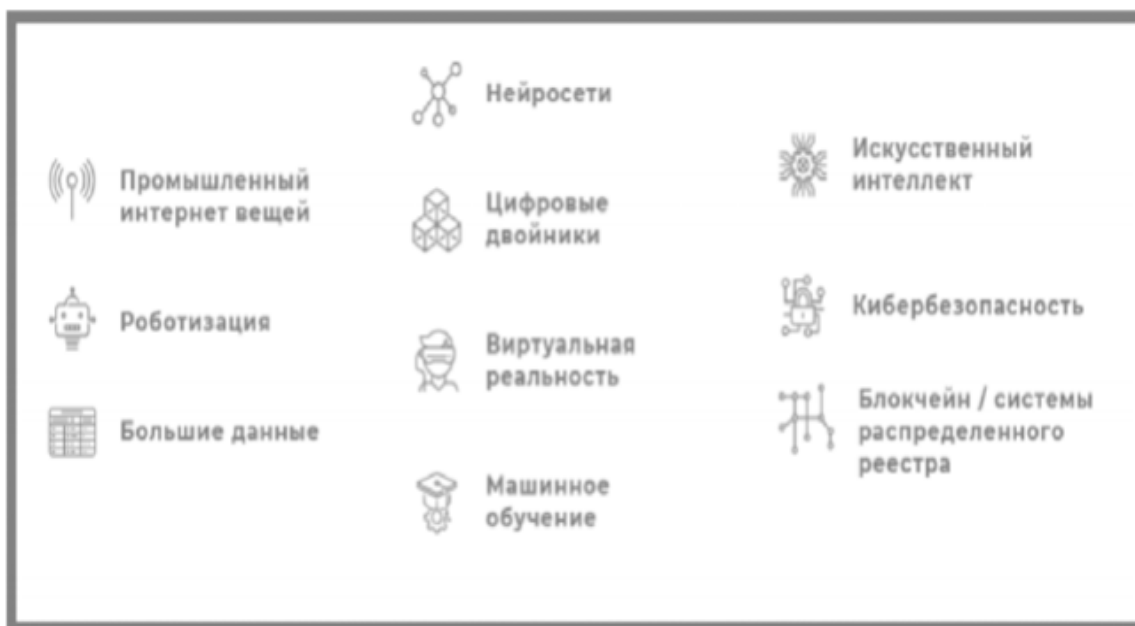 Промышленный
интернет вещей
Роботизация
Большие данные
Нейросети
Цифровые
двойники
Виртуальная
реальность
Машинное
обучение
Искусственный
интеллект
Кибербезопасность
Блокчейн / системы
распределенного
реестра